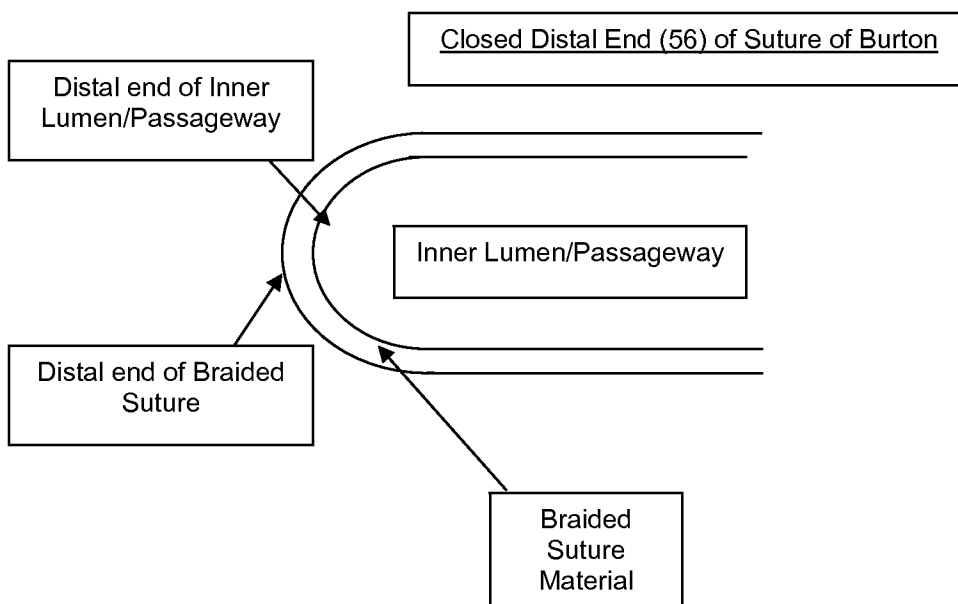 Closed Distal End (56) of Suture of Burton
Distal end of Inner
Lumen/Passageway
Inner Lumen/Passageway
Distal end of Braided
Suture
Braided
Suture
Material